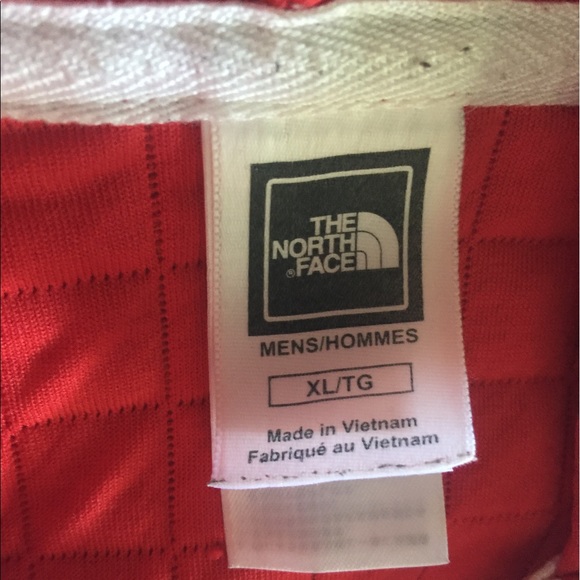 THE
NORTH
®FACE
MENS/HOMMES
XL/TG
Made in Vietnam
Fabriqué au Vietnam